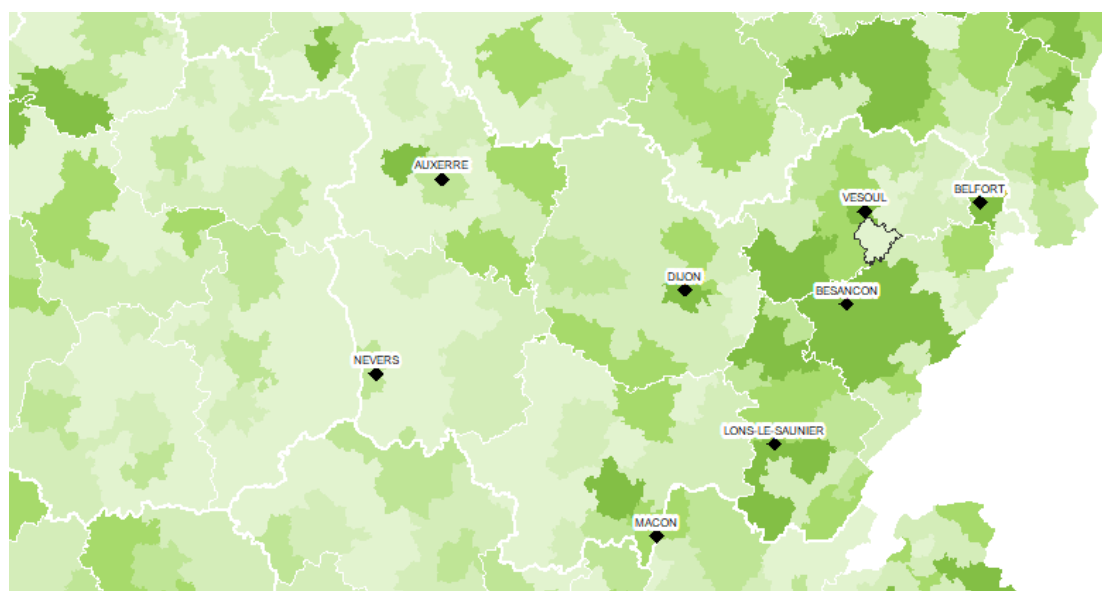 AUXERRE
BELFORT
VESOUL
DIJON
BESANCON
NEVERS
LONS-LE-SAUNIER
MACON